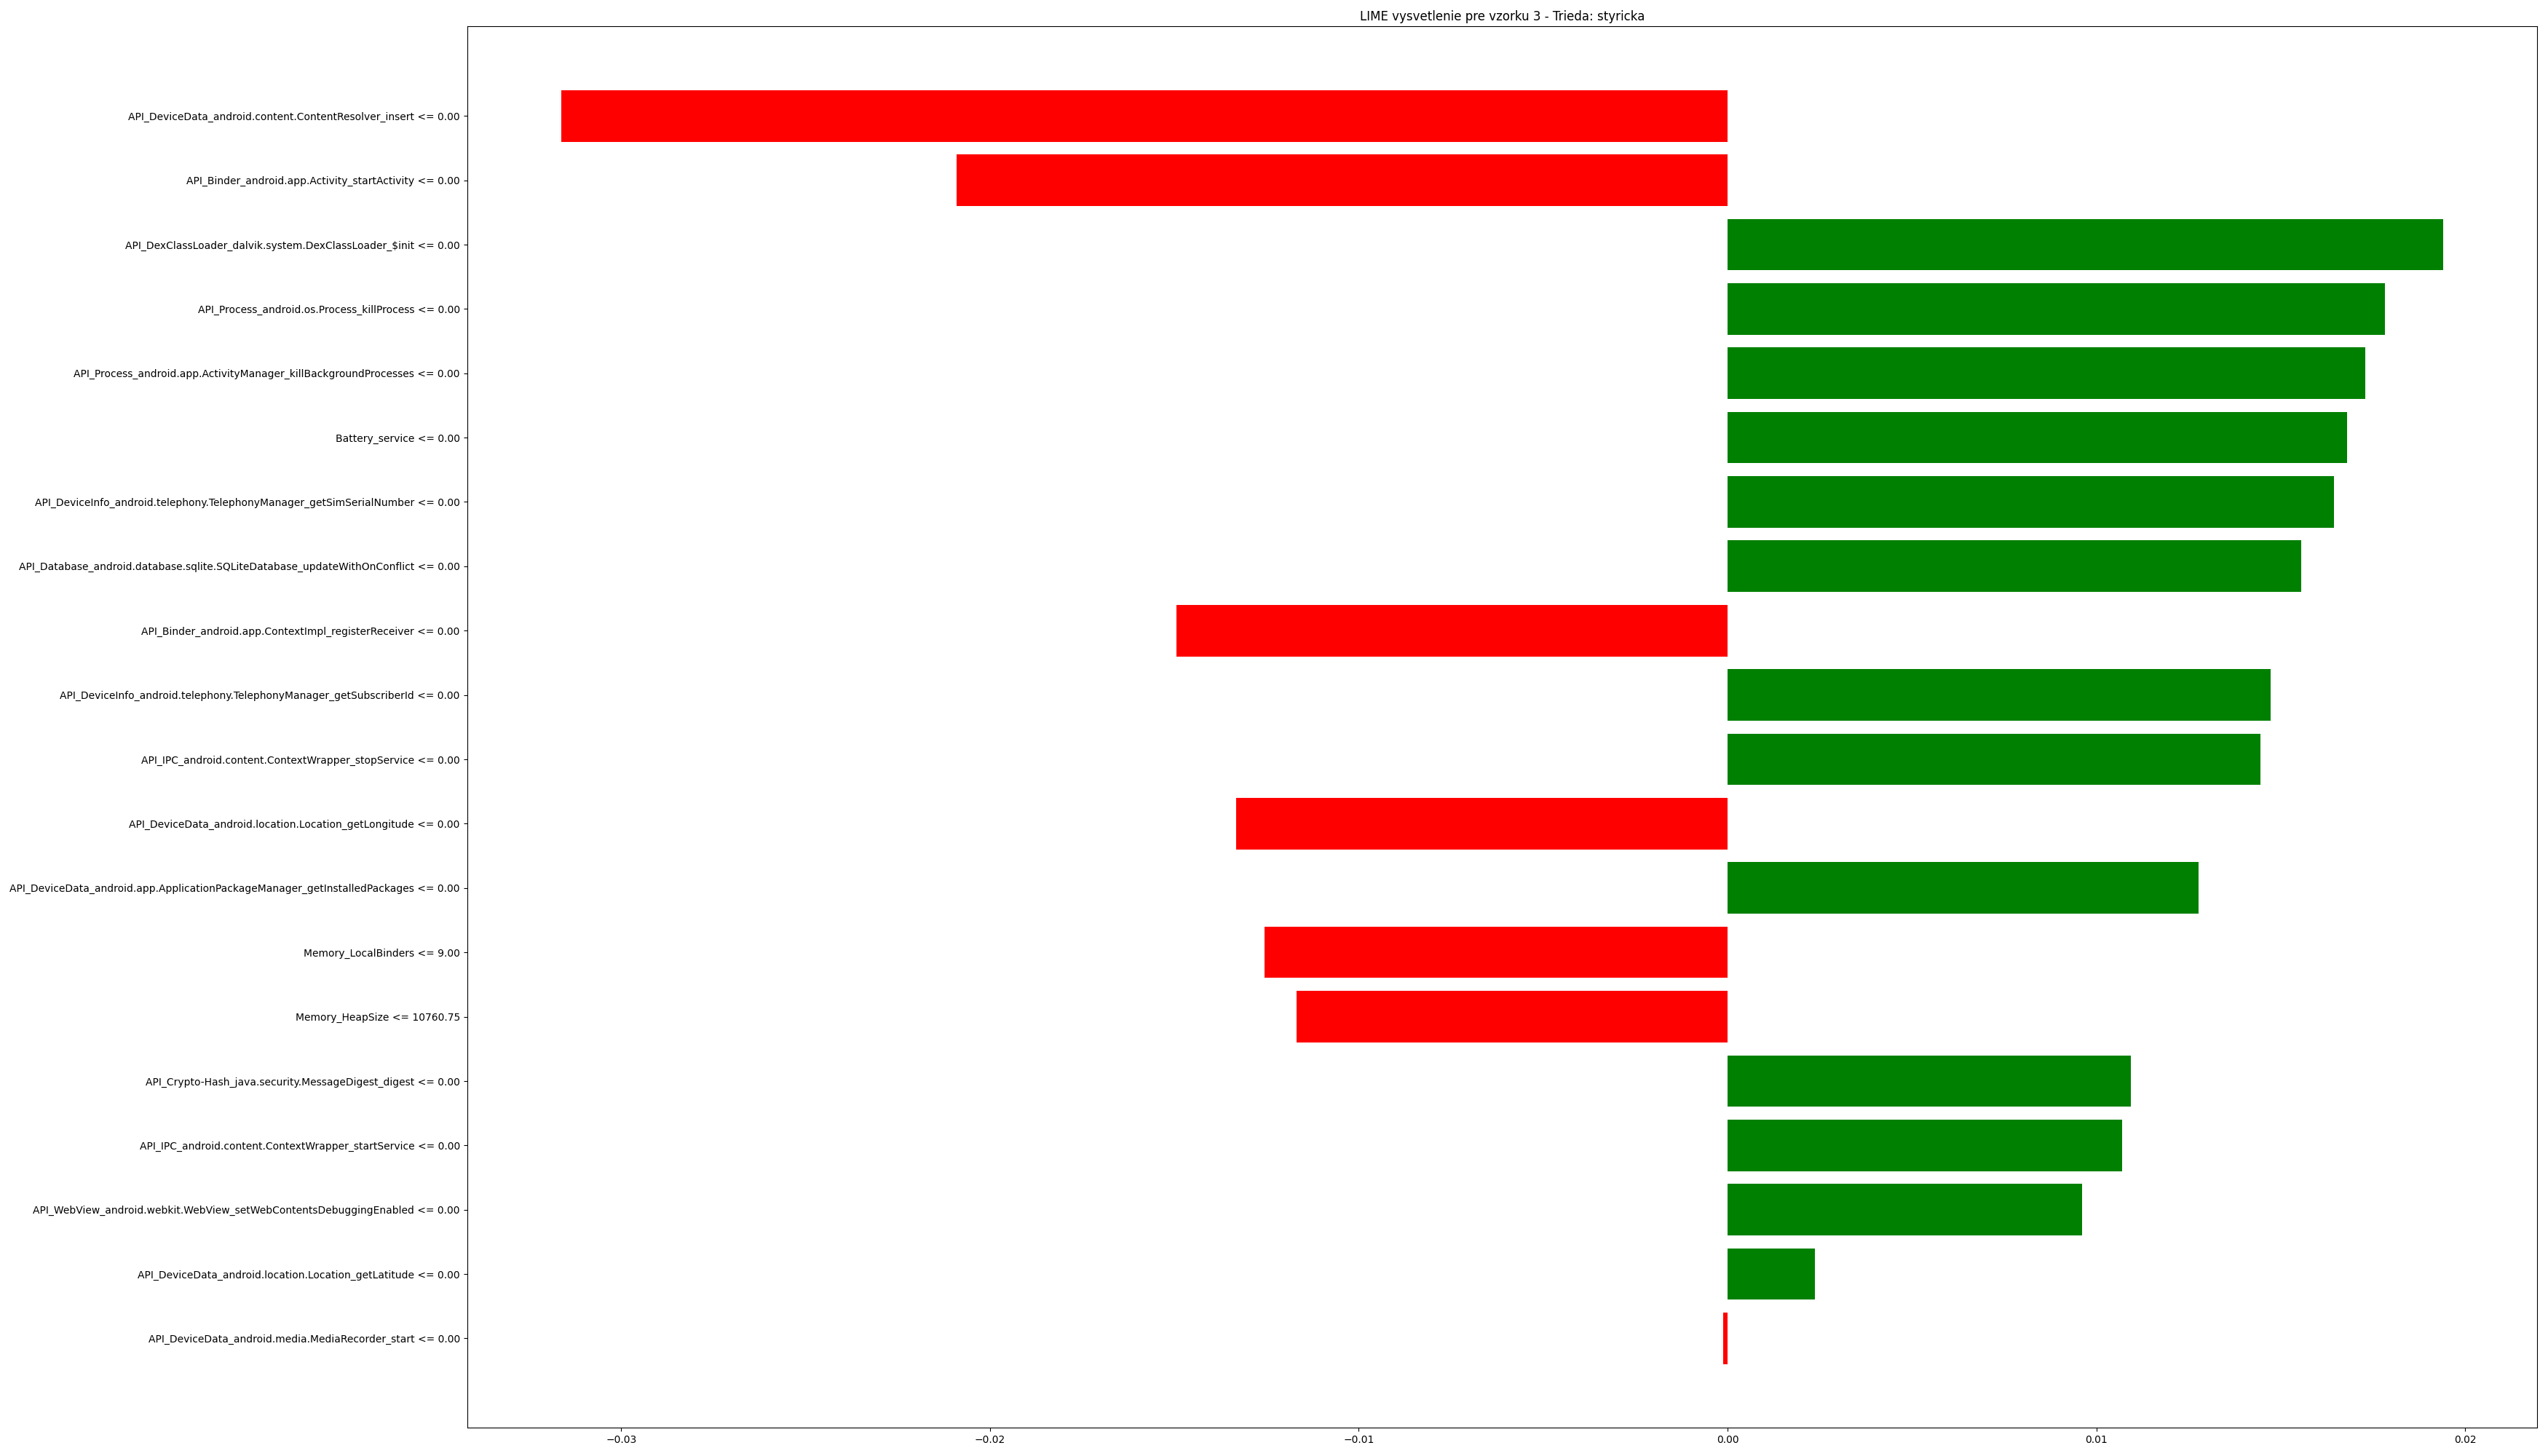 LIME vysvetlenie pre vzorku 3 - Trieda: styricka
API_DeviceData_android.content.ContentResolver_insert <= 0.00
API_Binder_android.app.Activity_startActivity <= 0.00
API_DexClassLoader_dalvik.system.DexClassLoader_$init <= 0.00
API_Process_android.os.Process_killProcess <= 0.00
API_Process_android.app.ActivityManager_killBackgroundProcesses <= 0.00
Battery_service <= 0.00
API_DeviceInfo_android.telephony.TelephonyManager_getSimSerialNumber <= 0.00
API_Database_android.database.sqlite.SQLiteDatabase_updateWithOnConflict <= 0.00
API_Binder_android.app.ContextImpl_registerReceiver <= 0.00
API_DeviceInfo_android.telephony.TelephonyManager_getSubscriberId <= 0.00
API_IPC_android.content.ContextWrapper_stopService <= 0.00
API_DeviceData_android.location.Location_getLongitude <= 0.00
API_DeviceData_android.app.ApplicationPackageManager_getInstalledPackages <= 0.00
Memory_LocalBinders <= 9.00
Memory_HeapSize <= 10760.75
API_Crypto-Hash_java.security.MessageDigest_digest <= 0.00
API_IPC_android.content.ContextWrapper_startService <= 0.00
API_WebView_android.webkit.WebView_setWebContentsDebuggingEnabled <= 0.00
API_DeviceData_android.location.Location_getLatitude <= 0.00
API_DeviceData_android.media.MediaRecorder_start <= 0.00
−0.03 −0.02 −0.01 0.00 0.01 0.02